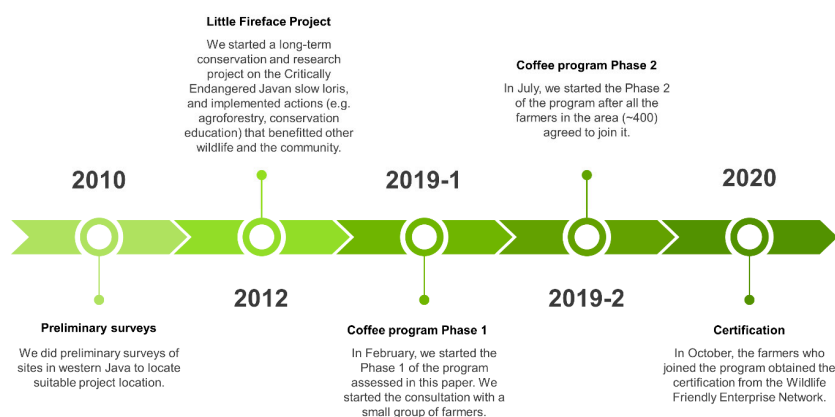 Little Fireface Project
We started a long-term
conservation and research
project on the Critically
Endangered Javan slow loris,
and implemented actions (e.g.
agroforestry, conservation
education) that benefitted other
wildlife and the community.
Coffee program Phase 2
In July, we started the Phase 2
of the program after all the
farmers in the area (~400)
agreed to join it.
2010
2019-1
2020
2012
2019-2
Preliminary surveys
We did preliminary surveys of
sites in western Java to locate
suitable project location.
Coffee program Phase 1
In February, we started the
Phase 1 of the program
assessed in this paper. We
started the consultation with a
small group of farmers.
Certification
In October, the farmers who
joined the program obtained the
certification from the Wildlife
Friendly Enterprise Network.